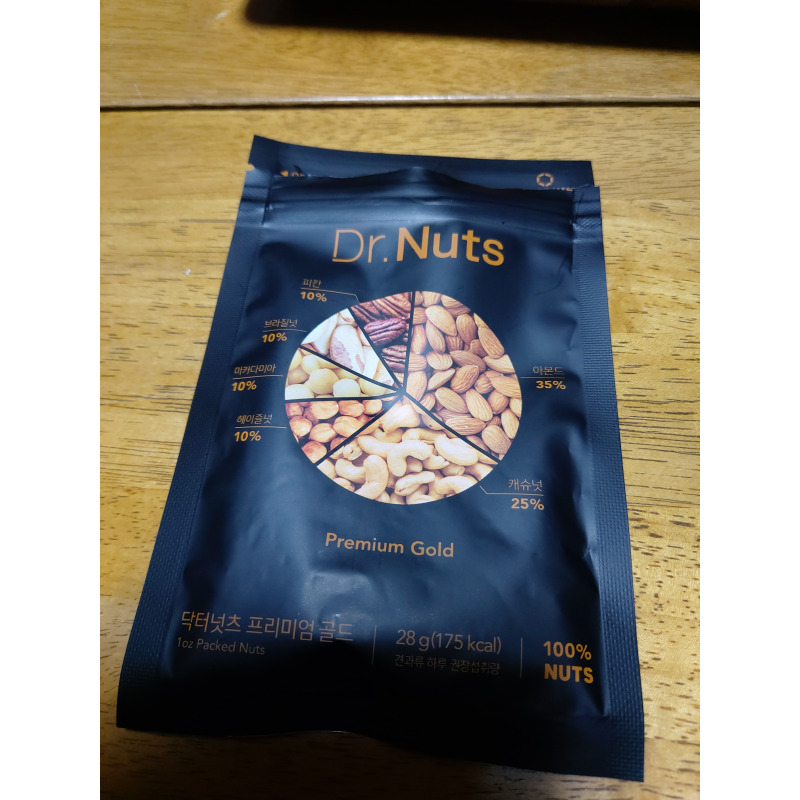 Dr.Nuts
피칸
10%
브라질넛
10%
마카다미아
10%
헤이즐넛
10%
아몬드
35%
캐슈넛
25%
Premium Gold
닥터넛츠 프리미엄 골드
1oz Packed Nuts
28 g(175 kcal)
견과류 하루 권장섭취량
100%
NUTS